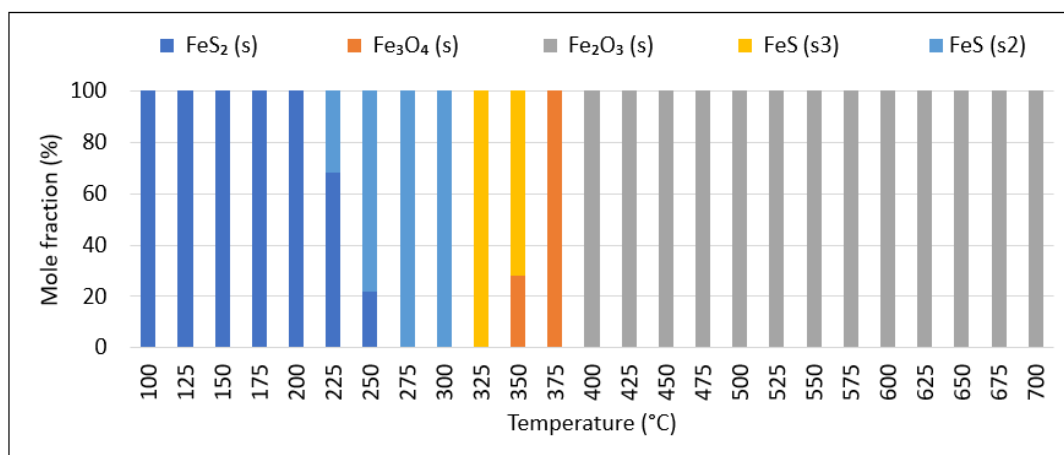 FeS₂ (s) Fe₃O₄ (s) Fe₂O₃ (s) FeS (s3) FeS (s2)
Mole fraction (%)
100
80
60
40
20
0
100 125 150 175 200 225 250 275 300 325 350 375 400 425 450 475 500 525 550 575 600 625 650 675 700
Temperature (°C)